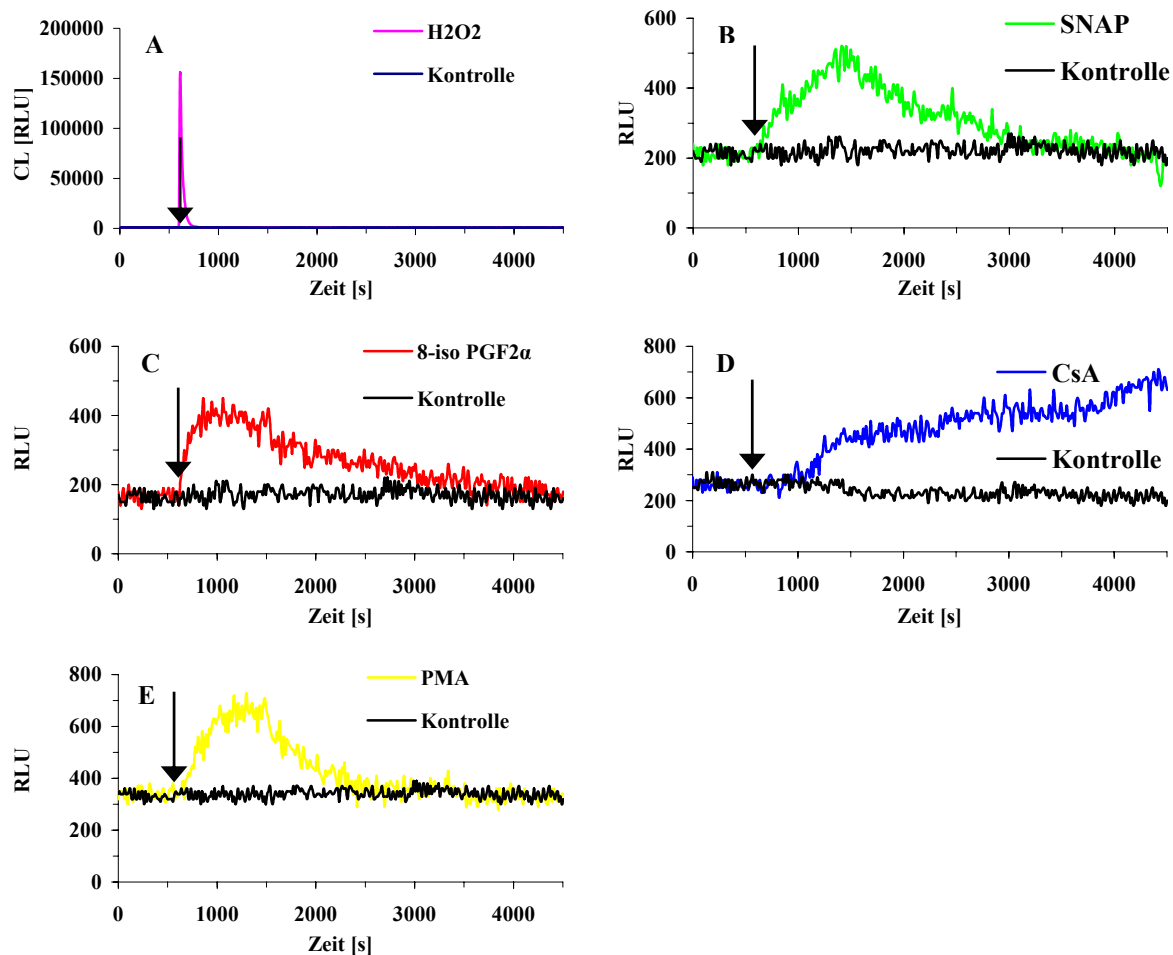 A
H2O2
Kontrolle
CL [RLU]
200000
150000
100000
50000
0
0 1000 2000 3000 4000
Zeit [s]
B
SNAP
Kontrolle
RLU
600
400
200
0
0 1000 2000 3000 4000
Zeit [s]
C
8-iso PGF2α
Kontrolle
RLU
600
400
200
0
0 1000 2000 3000 4000
Zeit [s]
D
CsA
Kontrolle
RLU
800
600
400
200
0
0 1000 2000 3000 4000
Zeit [s]
E
PMA
Kontrolle
RLU
800
600
400
200
0
0 1000 2000 3000 4000
Zeit [s]